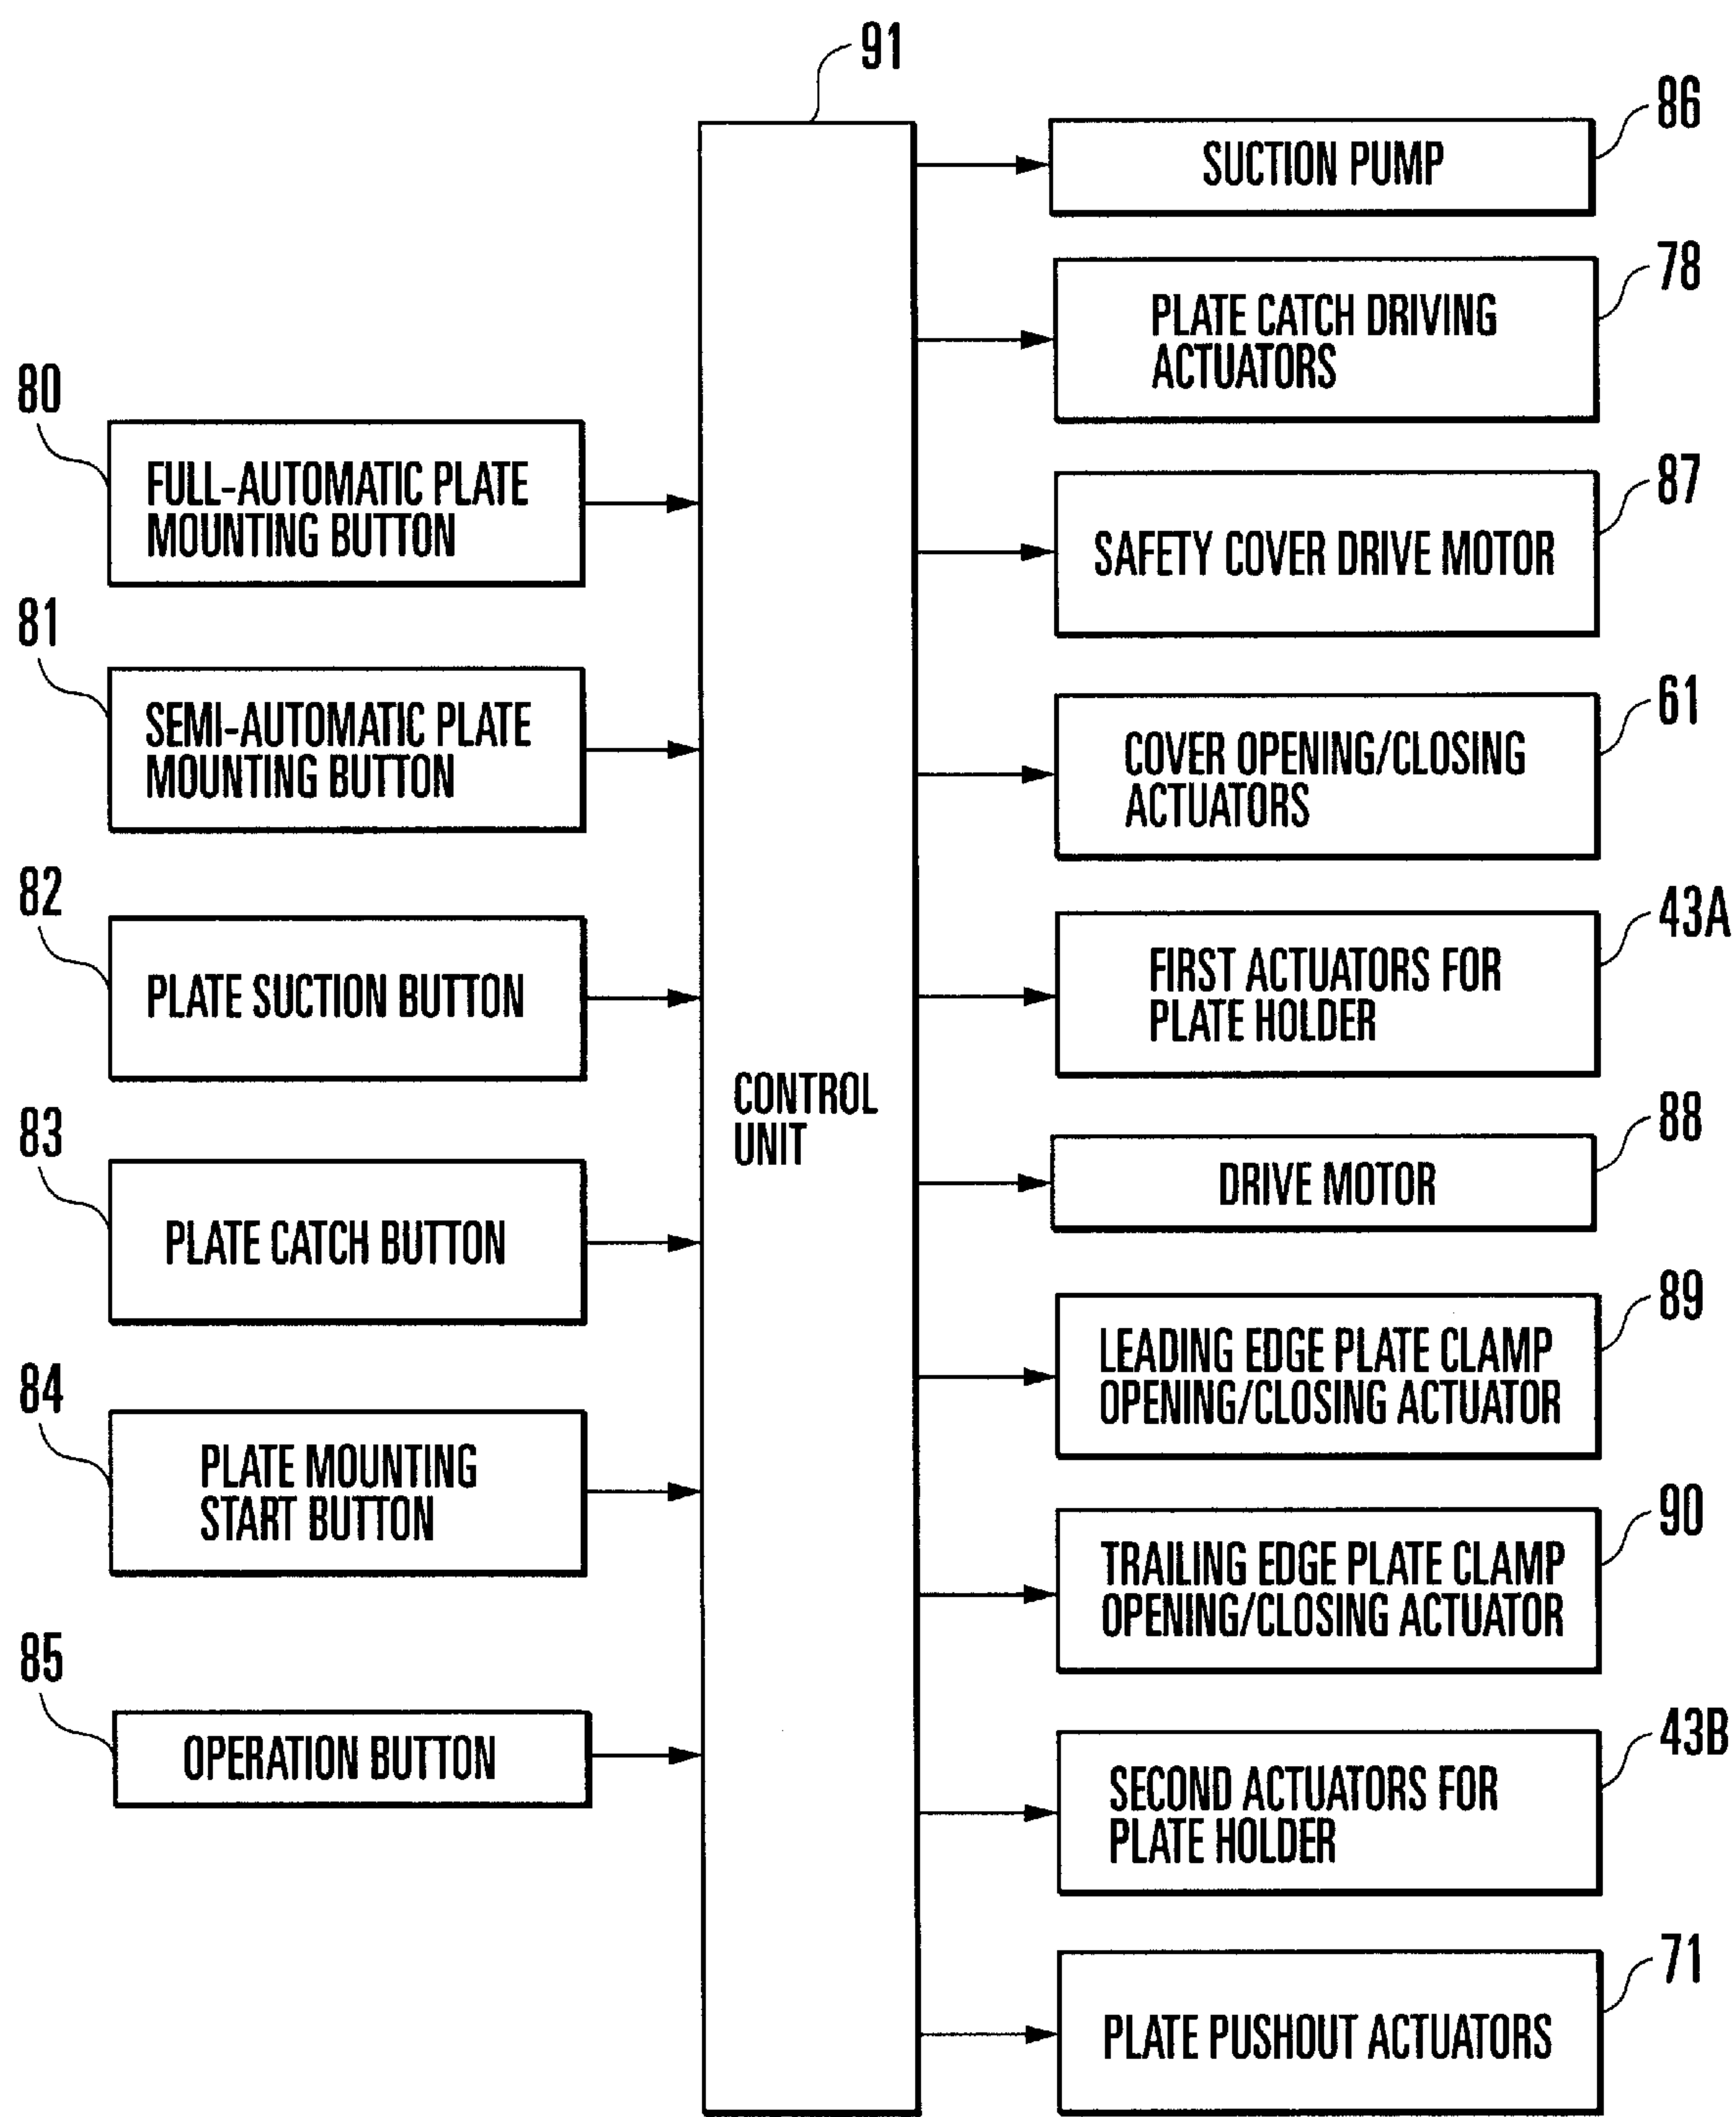 91
80
FULL-AUTOMATIC PLATE
MOUNTING BUTTON
81
SEMI-AUTOMATIC PLATE
MOUNTING BUTTON
82
PLATE SUCTION BUTTON
83
PLATE CATCH BUTTON
84
PLATE MOUNTING
START BUTTON
85
OPERATION BUTTON
CONTROL
UNIT
86
SUCTION PUMP
78
PLATE CATCH DRIVING
ACTUATORS
87
SAFETY COVER DRIVE MOTOR
61
COVER OPENING/CLOSING
ACTUATORS
43A
FIRST ACTUATORS FOR
PLATE HOLDER
88
DRIVE MOTOR
89
LEADING EDGE PLATE CLAMP
OPENING/CLOSING ACTUATOR
90
TRAILING EDGE PLATE CLAMP
OPENING/CLOSING ACTUATOR
43B
SECOND ACTUATORS FOR
PLATE HOLDER
71
PLATE PUSHOUT ACTUATORS